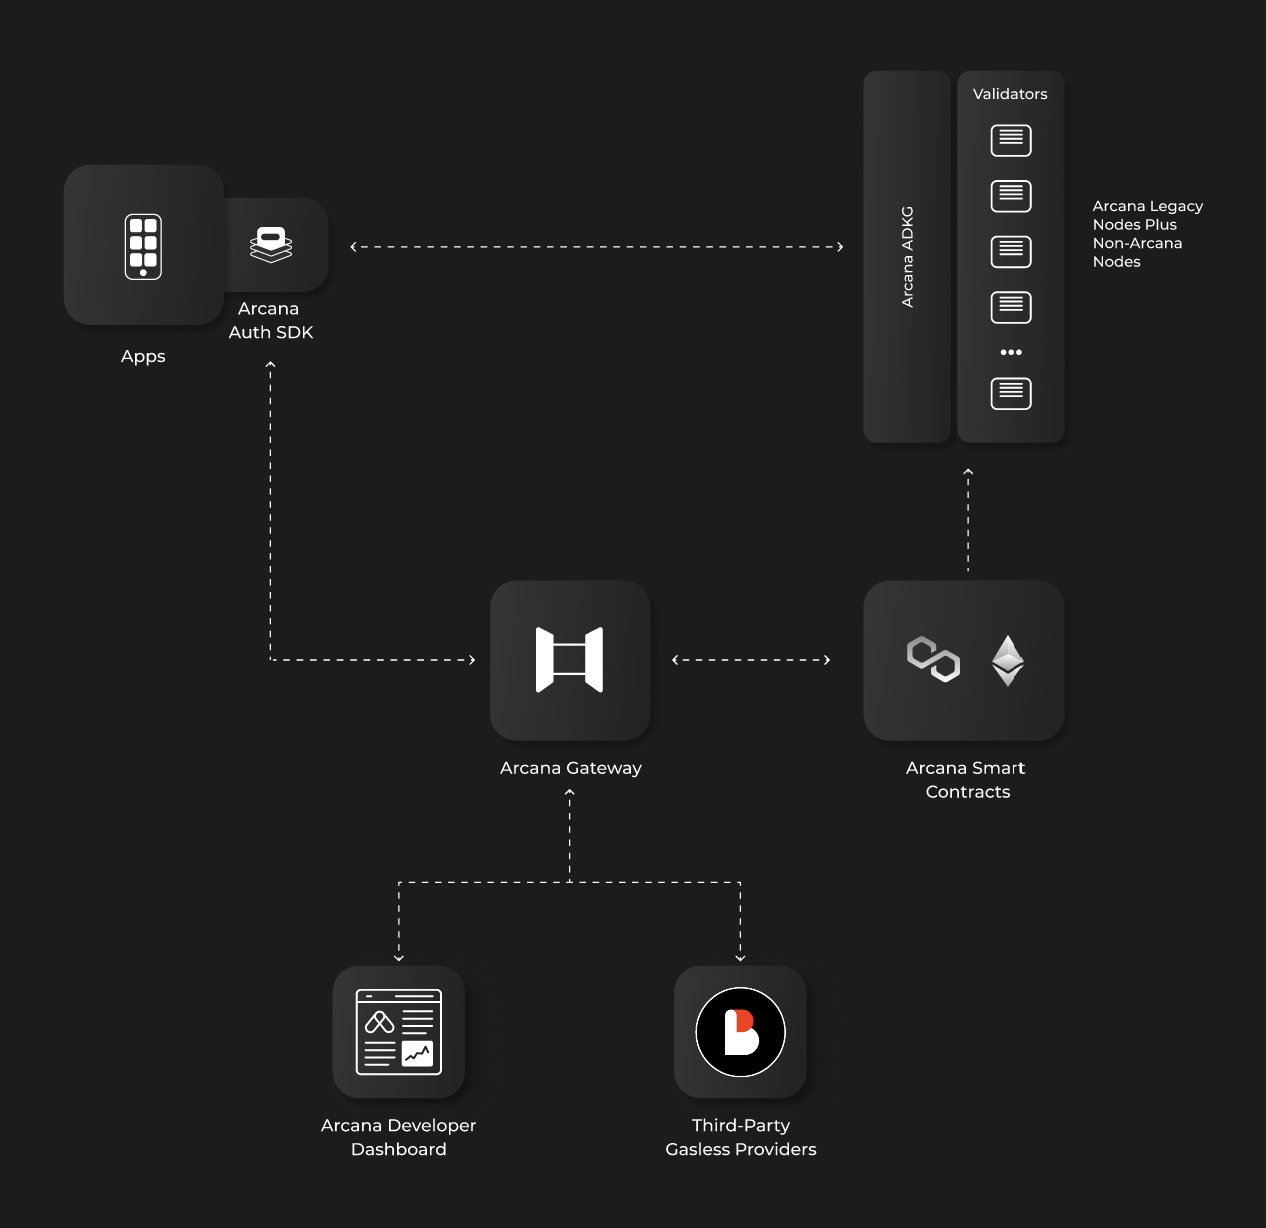 Validators
Arcana ADKG
Arcana Legacy
Nodes Plus
Non-Arcana
Nodes
Arcana
Auth SDK
Apps
Arcana Gateway
Arcana Smart
Contracts
Arcana Developer
Dashboard
Third-Party
Gasless Providers